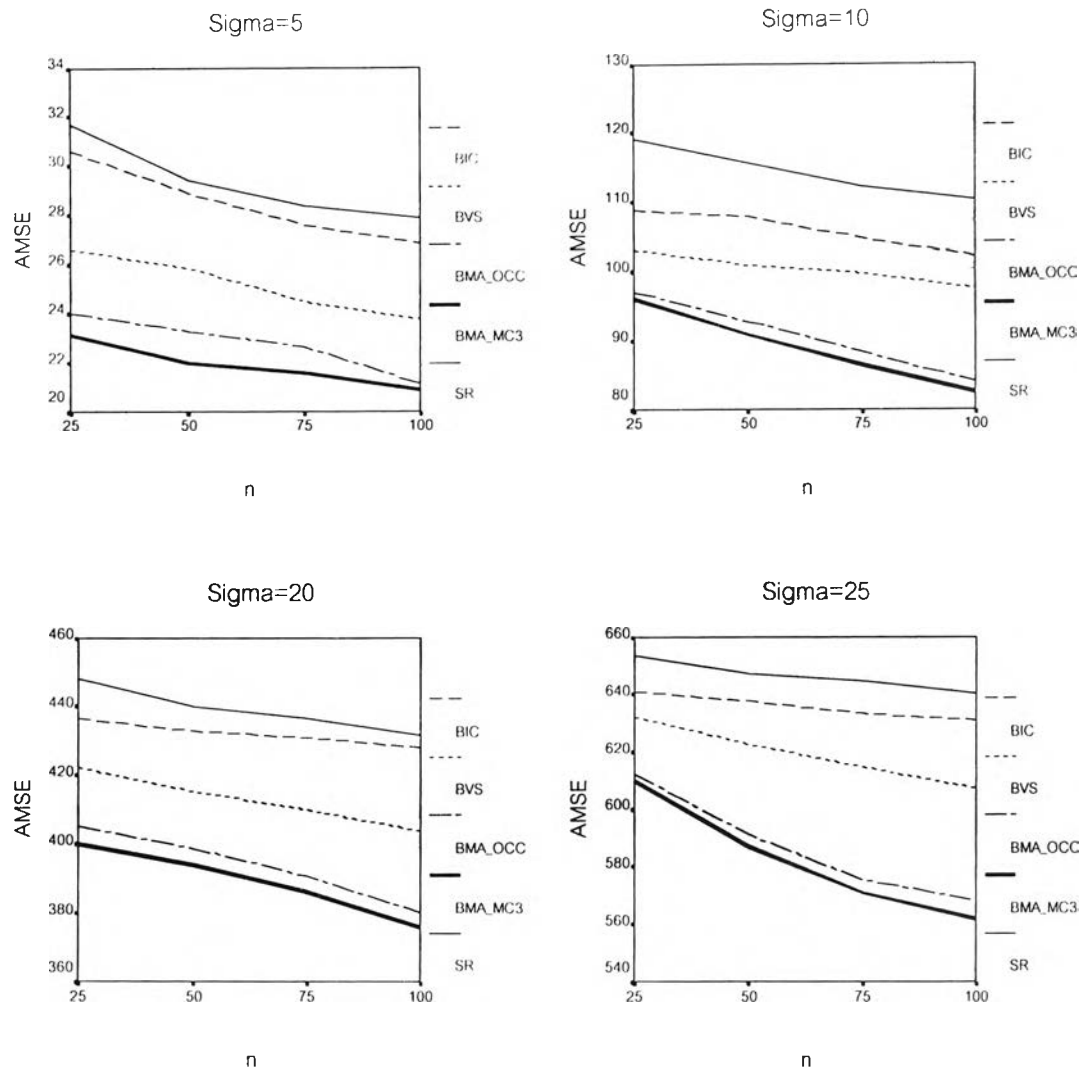 Sigma=5
AMSE
34
32
30
28
26
24
22
20
25 50 75 100
n
BIC
BVS
BMA_OCC
BMA_MC3
SR
Sigma=10
AMSE
130
120
110
100
90
80
25 50 75 100
n
BIC
BVS
BMA_OCC
BMA_MC3
SR
Sigma=20
AMSE
460
440
420
400
380
360
25 50 75 100
n
BIC
BVS
BMA_OCC
BMA_MC3
SR
Sigma=25
AMSE
660
640
620
600
580
560
540
25 50 75 100
n
BIC
BVS
BMA_OCC
BMA_MC3
SR